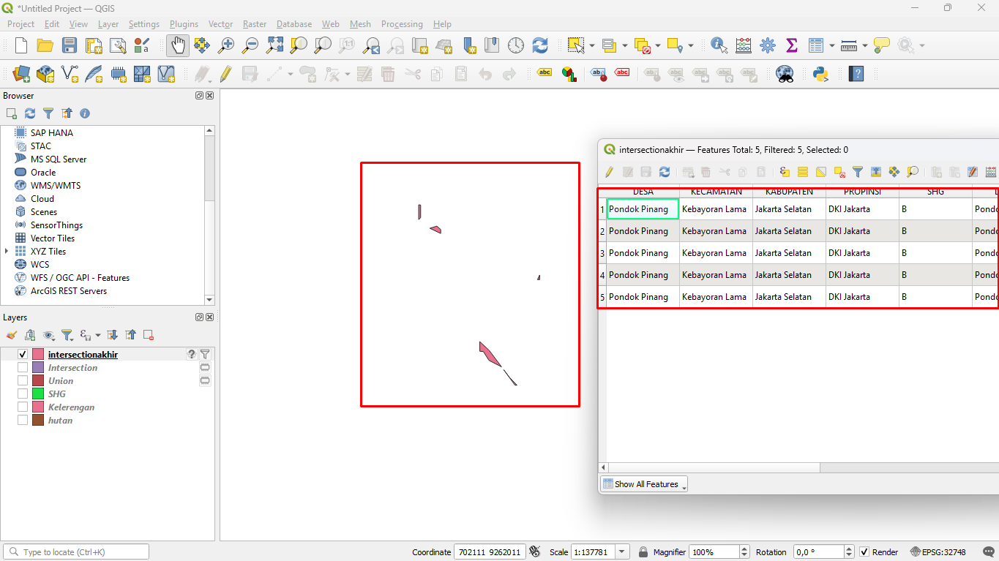 *Untitled Project — QGIS
Project Edit View Layer Settings Plugins Vector Raster Database Web Mesh Processing Help
Browser
SAP HANA
STAC
MS SQL Server
Oracle
WMS/WMTS
Cloud
Scenes
SensorThings
Vector Tiles
XYZ Tiles
WCS
WFS / OGC API - Features
ArcGIS REST Servers
Layers
intersectionakhir
Intersection
Union
SHG
Kelerengan
hutan
intersectionakhir — Features Total: 5, Filtered: 5, Selected: 0
DESA KECAMATAN KABUPATEN PROPINSI SHG
1 Pondok Pinang Kebayoran Lama Jakarta Selatan DKI Jakarta B Pond
2 Pondok Pinang Kebayoran Lama Jakarta Selatan DKI Jakarta B Pond
3 Pondok Pinang Kebayoran Lama Jakarta Selatan DKI Jakarta B Pond
4 Pondok Pinang Kebayoran Lama Jakarta Selatan DKI Jakarta B Pond
5 Pondok Pinang Kebayoran Lama Jakarta Selatan DKI Jakarta B Pond
Show All Features
Type to locate (Ctrl+K) Coordinate 702111 9262011 Scale 1:137781 Magnifier 100% Rotation 0,0 ° Render EPSG:32748